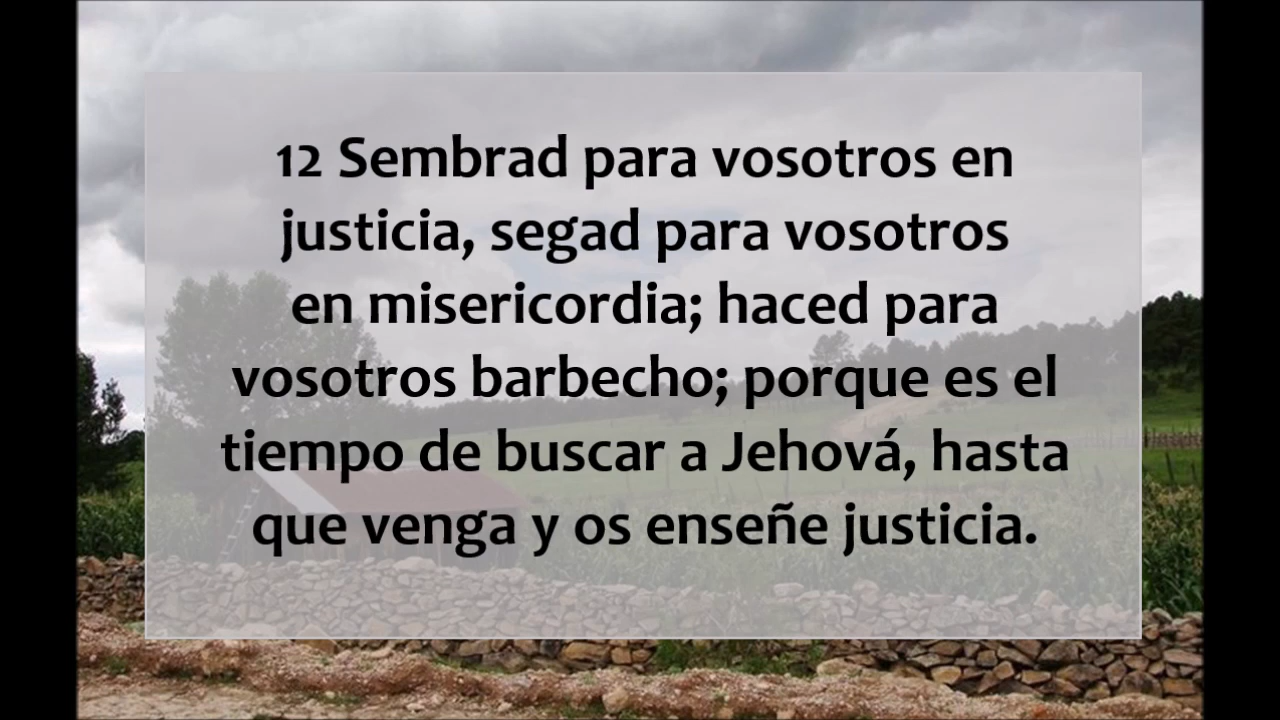 12 Sembrad para vosotros en
justicia, segad para vosotros
en misericordia; haced para
vosotros barbecho; porque es el
tiempo de buscar a Jehová, hasta
que venga y os enseñe justicia.